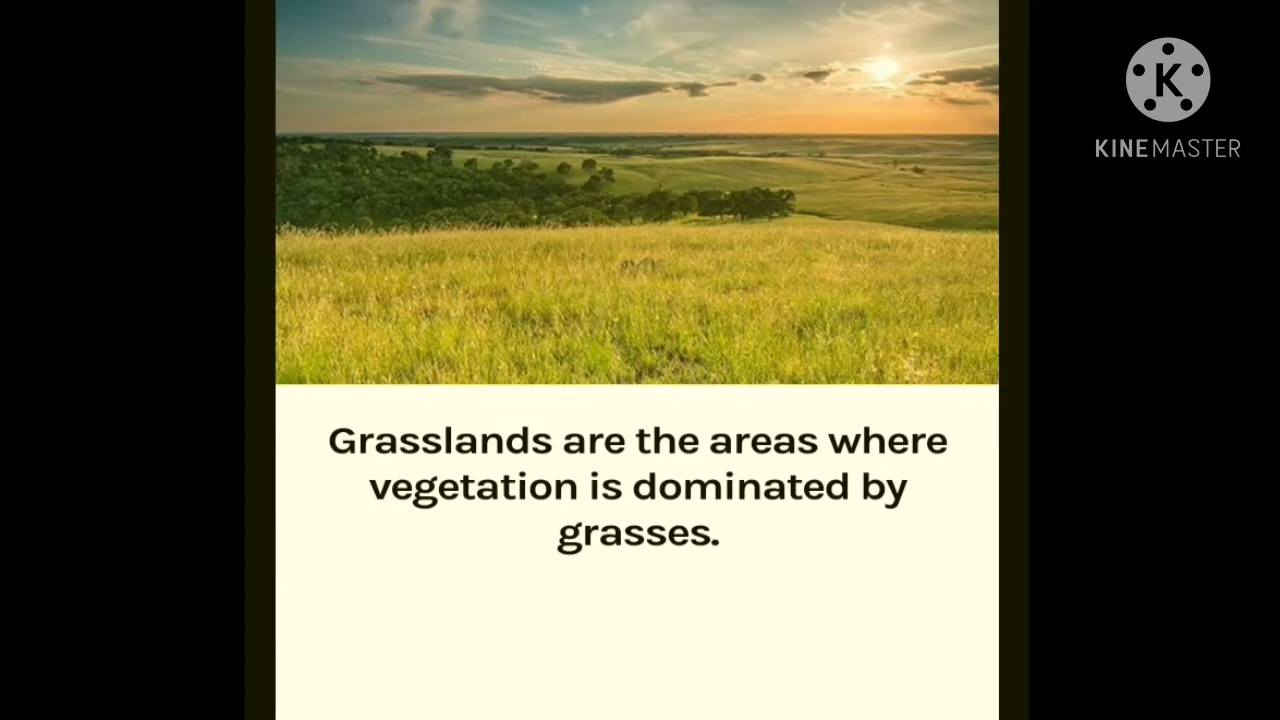 K
KINEMASTER
Grasslands are the areas where
vegetation is dominated by
grasses.